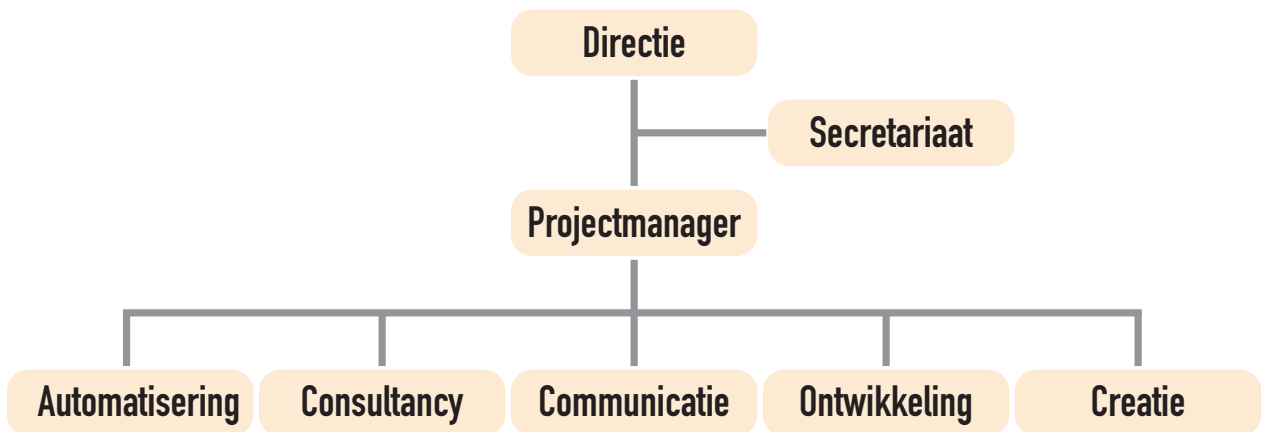 Directie
Secretariaat
Projectmanager
Automatisering
Consultancy
Communicatie
Ontwikkeling
Creatie